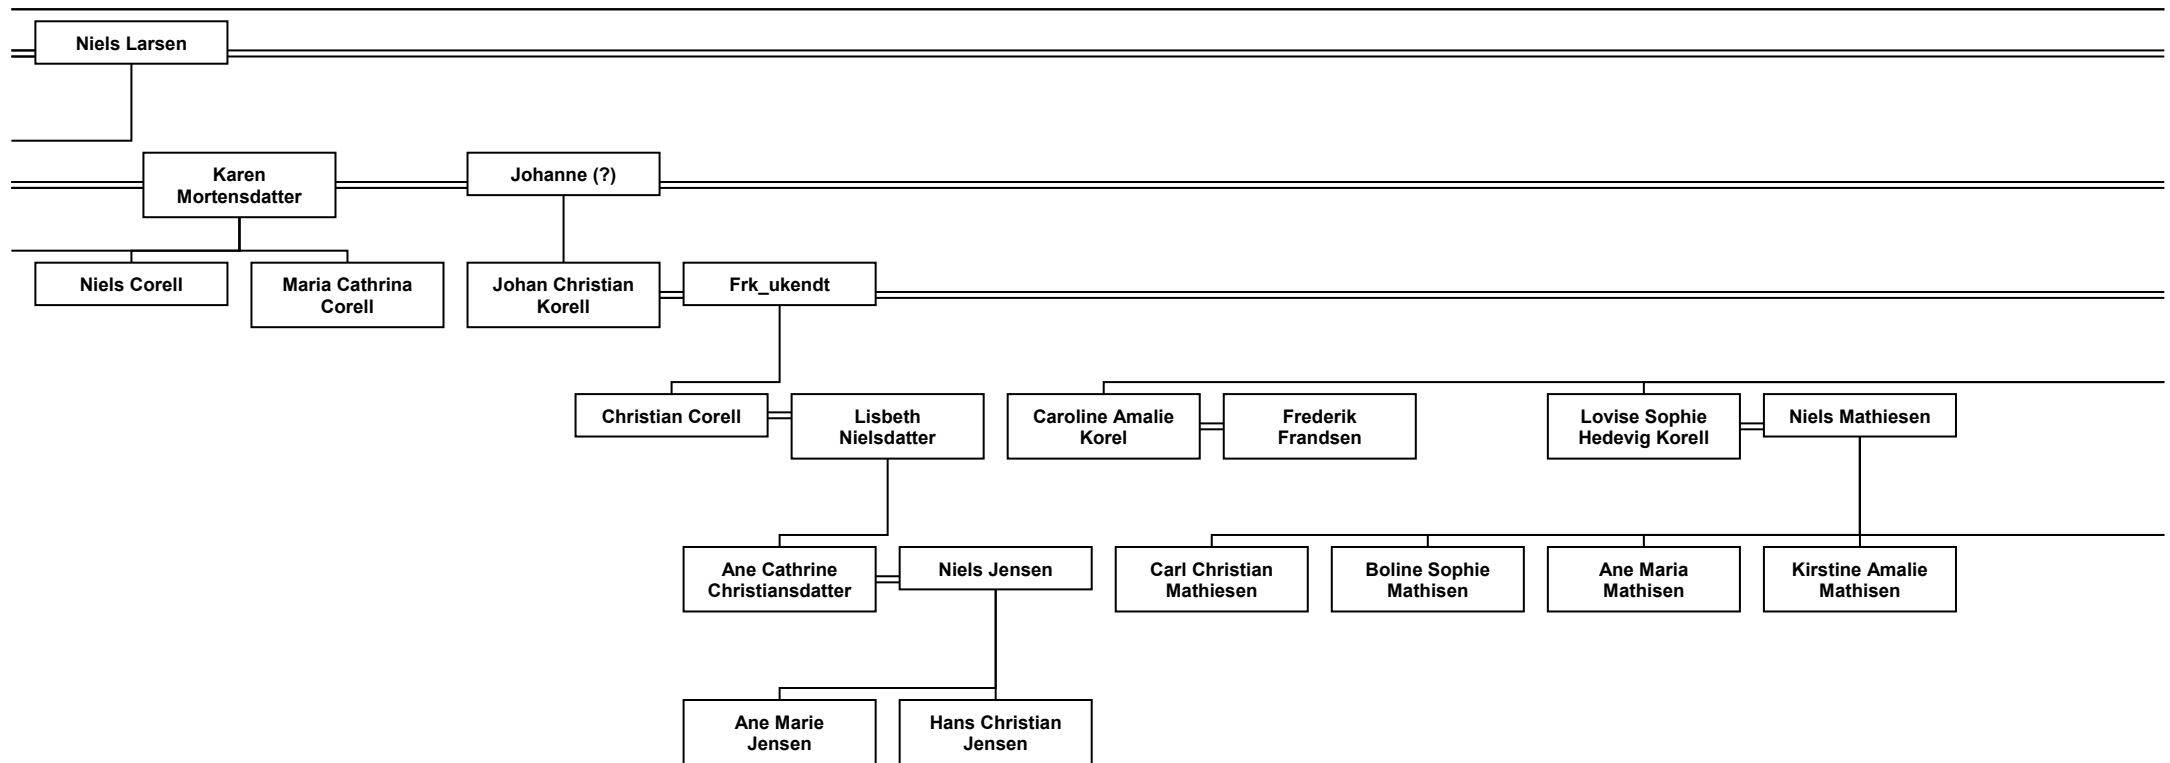 Niels Larsen
Karen
Mortensdatter
Johanne (?)
Niels Corell
Maria Cathrina
Corell
Johan Christian
Korell
Frk_ukendt
Christian Corell
Lisbeth
Nielsdatter
Caroline Amalie
Korel
Frederik
Frandsen
Lovise Sophie
Hedevig Korell
Niels Mathiesen
Ane Cathrine
Christiansdatter
Niels Jensen
Carl Christian
Mathiesen
Boline Sophie
Mathisen
Ane Maria
Mathisen
Kirstine Amalie
Mathisen
Ane Marie
Jensen
Hans Christian
Jensen